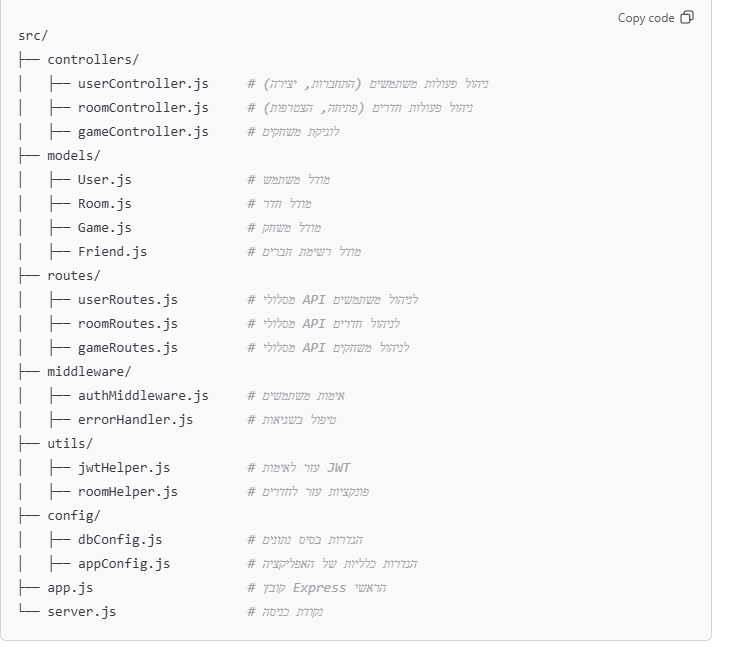 Copy code
src/
├── controllers/
│   ├── userController.js     # ניהול פעולות משתמשים (התחברות, יצירה)
│   ├── roomController.js     # ניהול פעולות חדרים (פתיחה, הצטרפות)
│   ├── gameController.js     # לוגיקת משחקים
├── models/
│   ├── User.js               # מודל משתמש
│   ├── Room.js               # מודל חדר
│   ├── Game.js               # מודל משחק
│   ├── Friend.js             # מודל רשימת חברים
├── routes/
│   ├── userRoutes.js         # מסלולי API לניהול משתמשים
│   ├── roomRoutes.js         # מסלולי API לניהול חדרים
│   ├── gameRoutes.js         # מסלולי API לניהול משחקים
├── middleware/
│   ├── authMiddleware.js     # אימות משתמשים
│   ├── errorHandler.js       # טיפול בשגיאות
├── utils/
│   ├── jwtHelper.js          # עזר לאימות JWT
│   ├── roomHelper.js         # פונקציות עזר לחדרים
├── config/
│   ├── dbConfig.js           # הגדרות בסיס נתונים
│   ├── appConfig.js          # הגדרות כלליות של האפליקציה
├── app.js                    # קובץ Express הראשי
└── server.js                 # נקודת כניסה